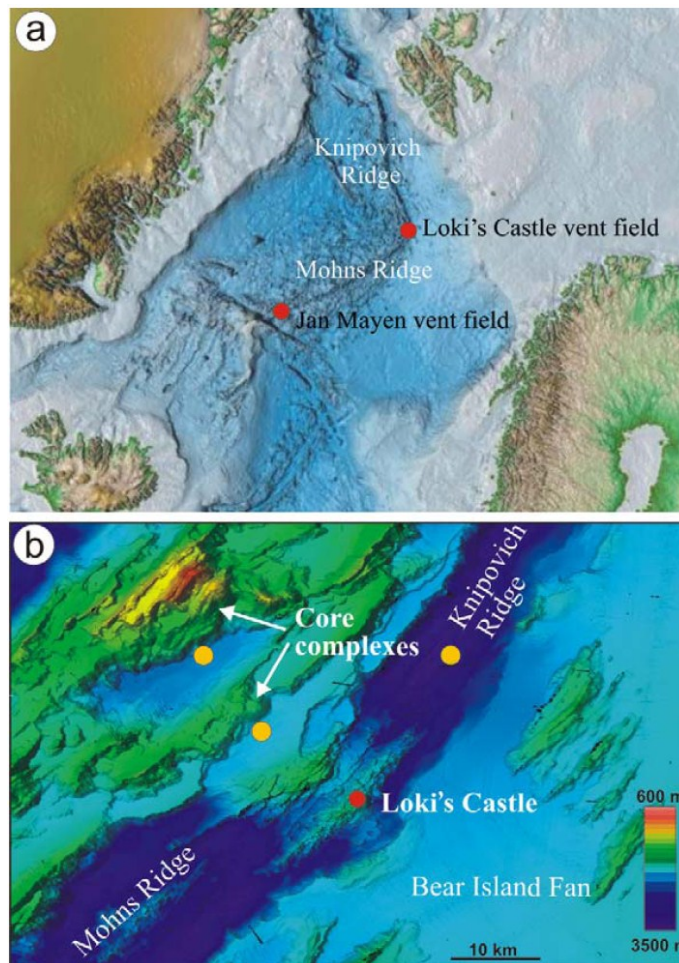 a
Knipovich
Ridge
Loki's Castle vent field
Mohns Ridge
Jan Mayen vent field
b
Knipovich
Ridge
Core
complexes
Loki's Castle
600 m
Mohns Ridge
Bear Island Fan
10 km
3500 m